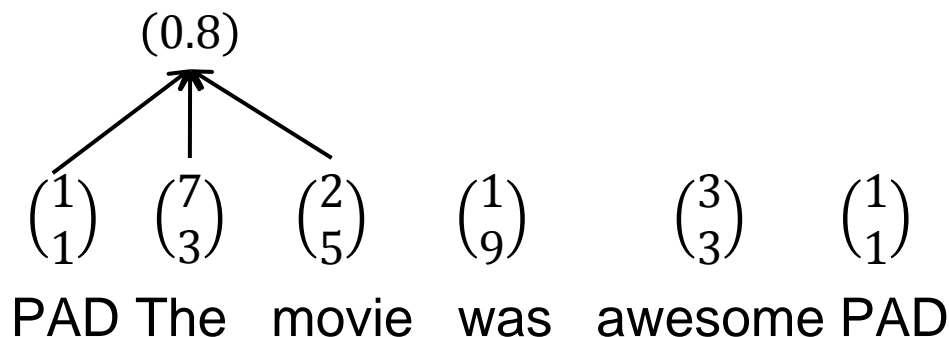 (0.8)
(1 1) (7 3) (2 5) (1 9) (3 3) (1 1)
PAD The movie was awesome PAD